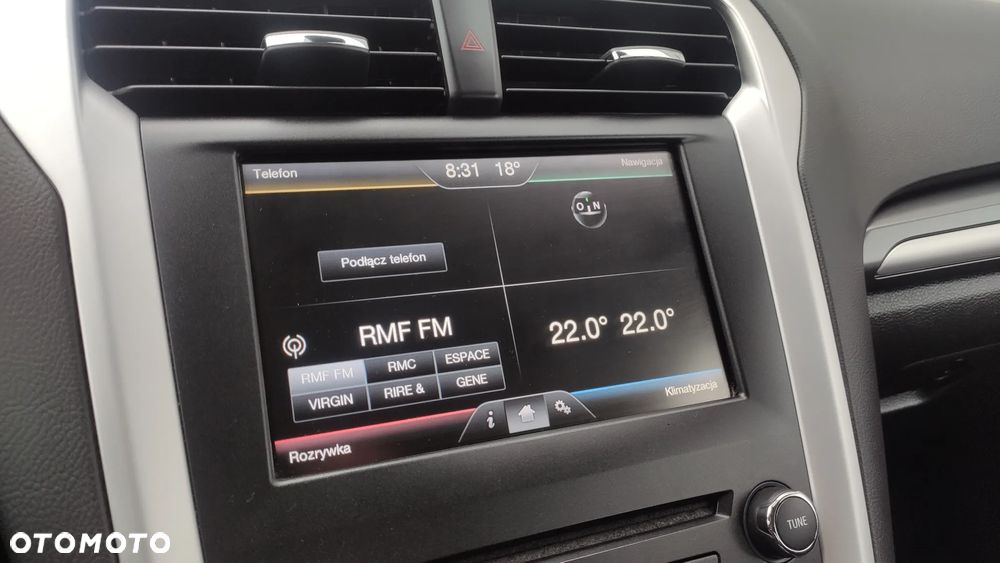 Telefon
8:31 18°
Nawigacja
O N
Podłącz telefon
RMF FM
22.0° 22.0°
RMF FM RMC ESPACE
VIRGIN RIRE & GENE
i
Klimatyzacja
Rozrywka
TUNE
OTOMOTO